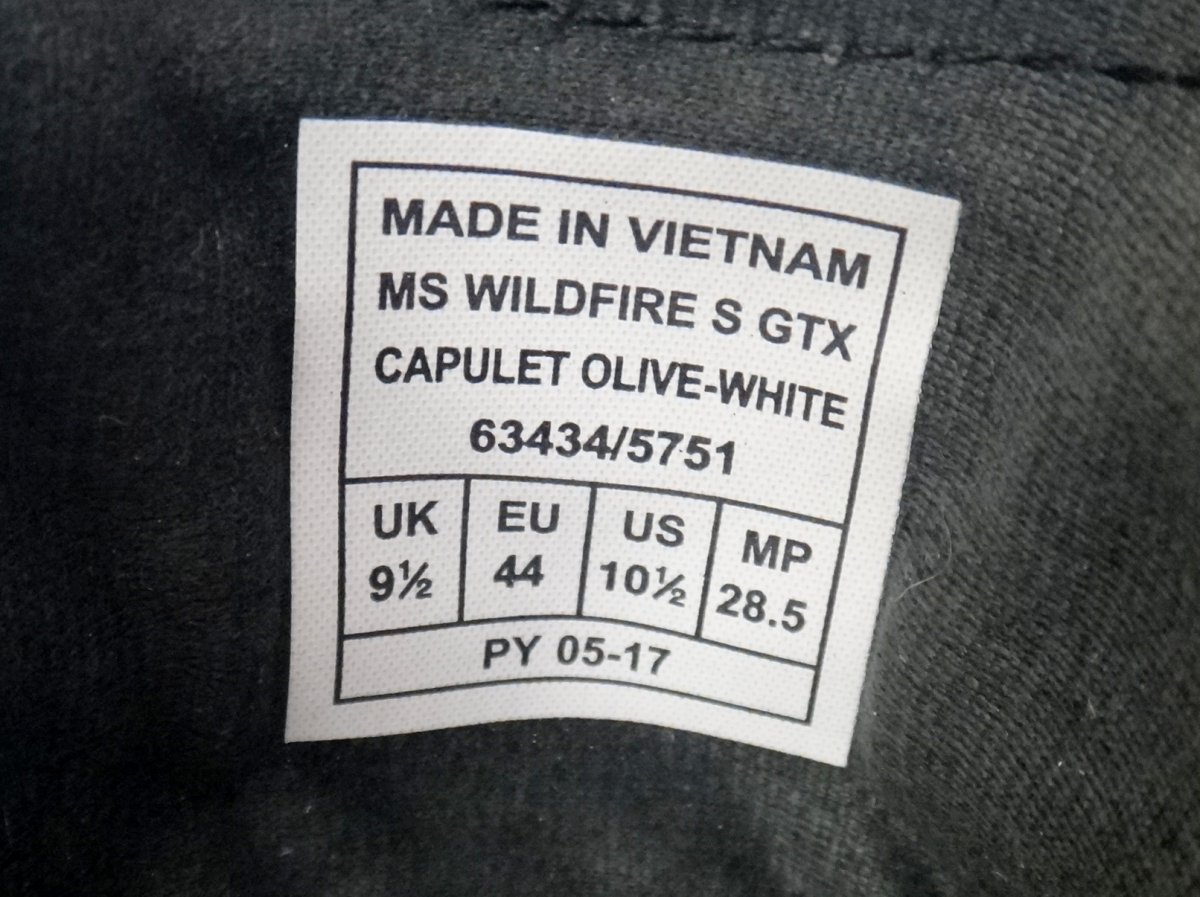 MADE IN VIETNAM
MS WILDFIRE S GTX
CAPULET OLIVE-WHITE
63434/5751
UK EU US MP
9½ 44 10½ 28.5
PY 05-17